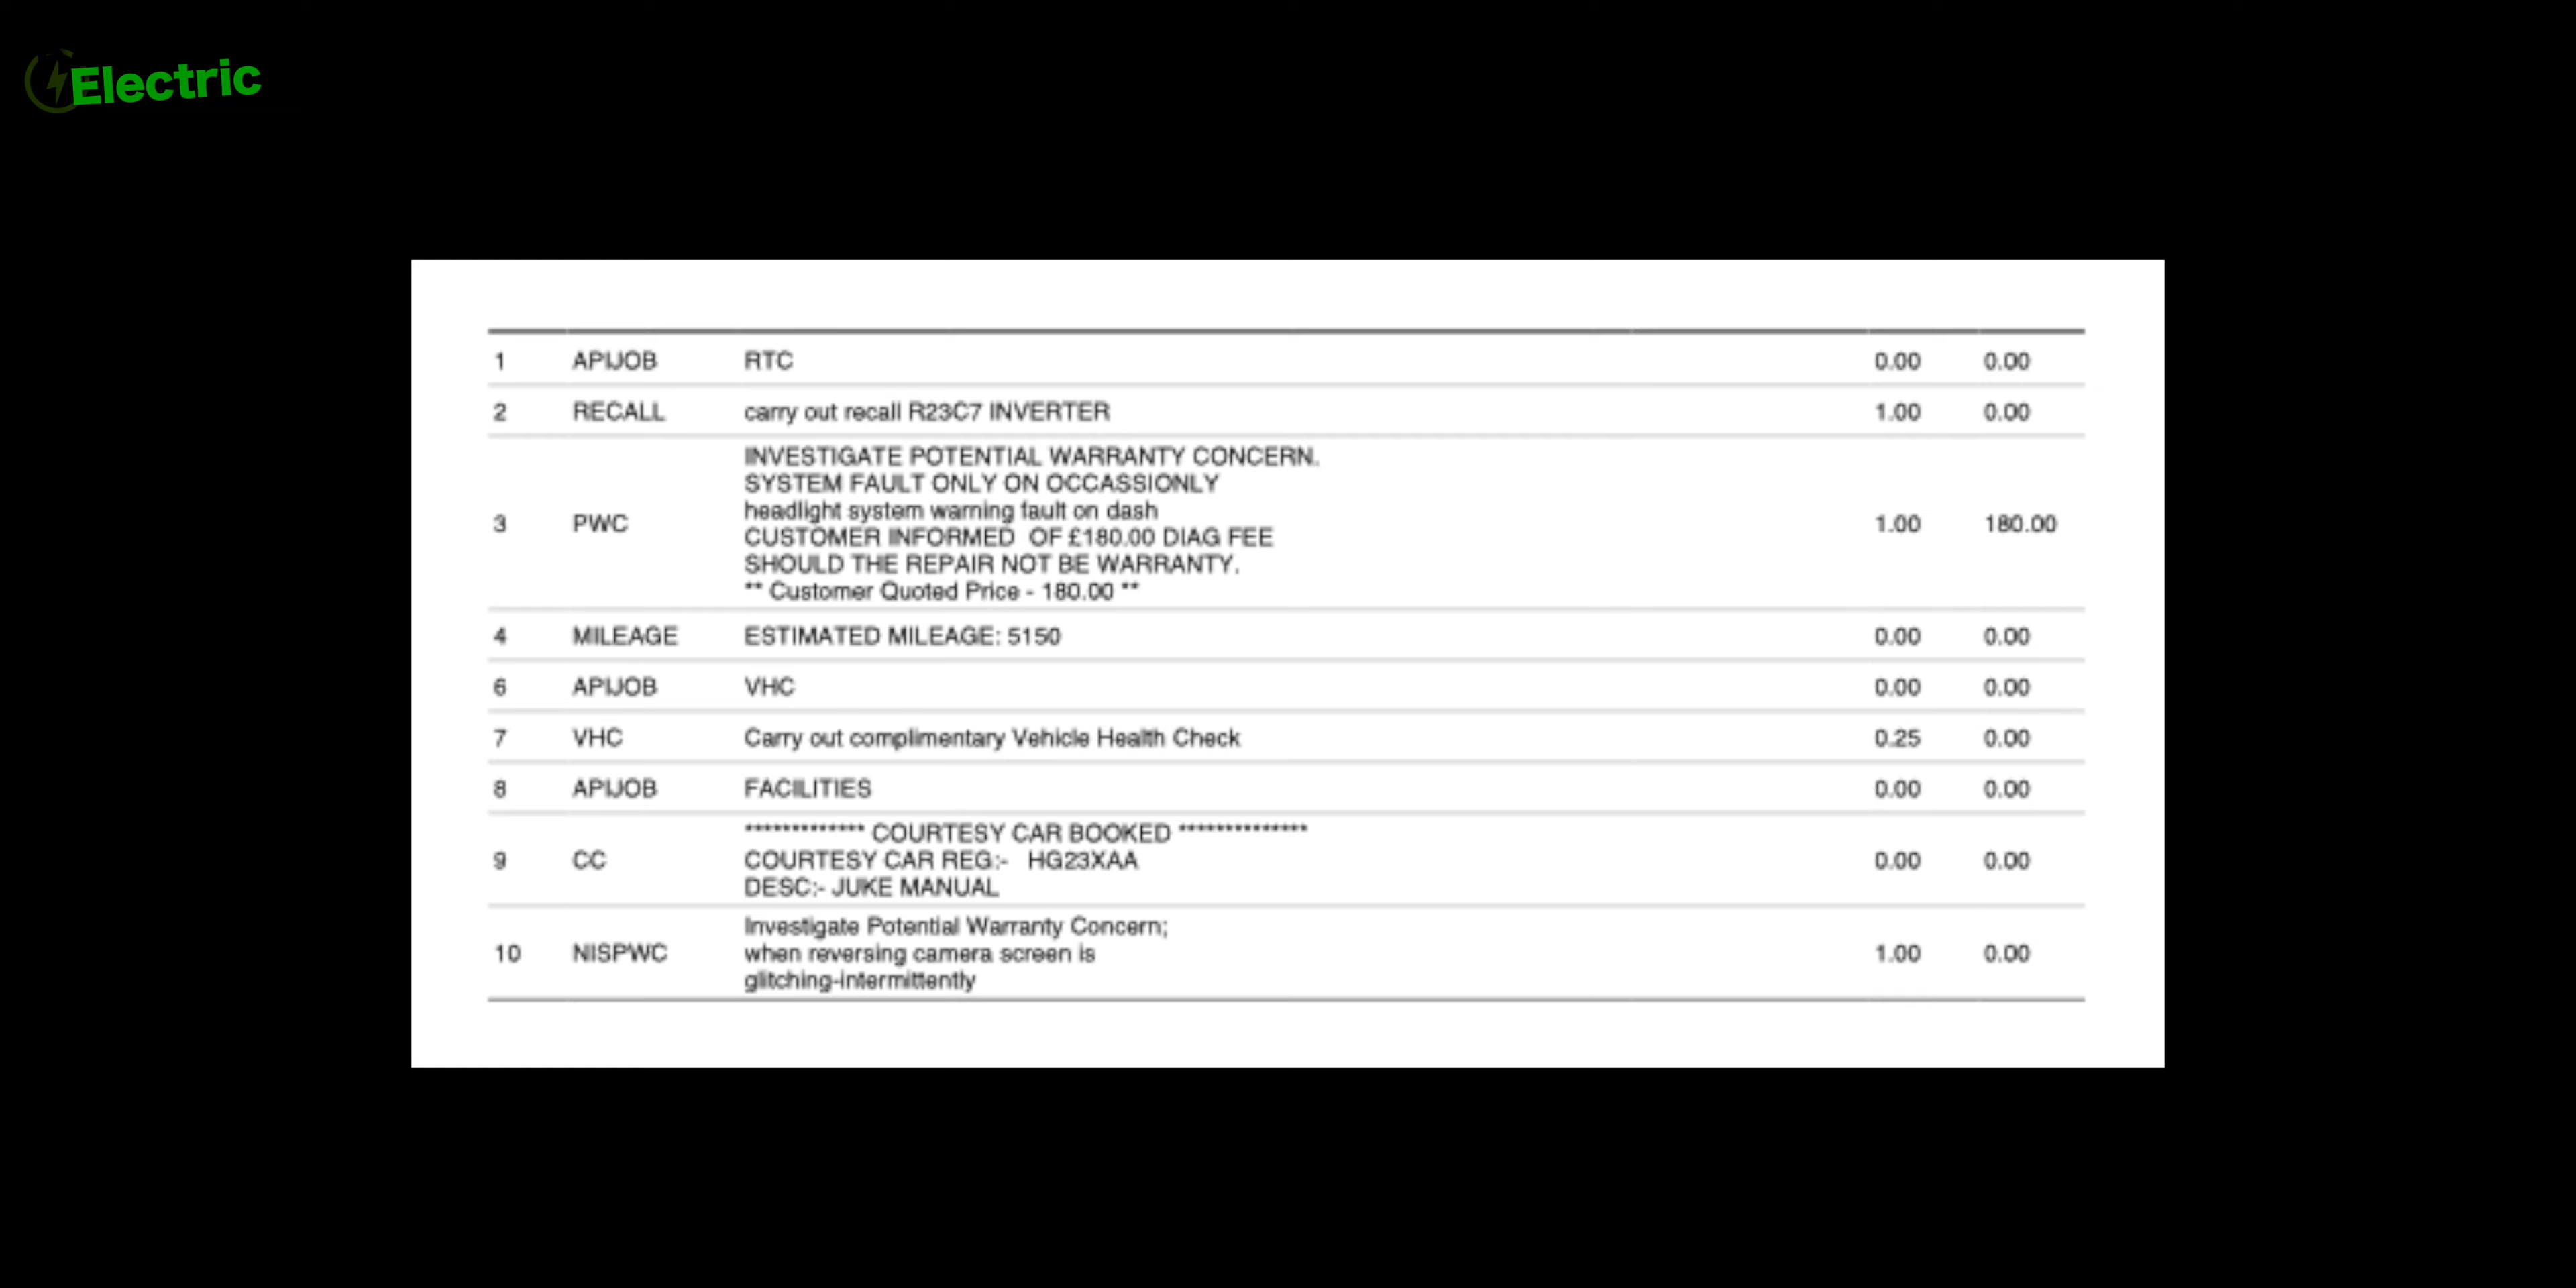 Electric
1 APIJOB RTC 0.00 0.00
2 RECALL carry out recall R23C7 INVERTER 1.00 0.00
INVESTIGATE POTENTIAL WARRANTY CONCERN.
SYSTEM FAULT ONLY ON OCCASSIONLY
headlight system warning fault on dash
3 PWC CUSTOMER INFORMED OF £180.00 DIAG FEE 1.00 180.00
SHOULD THE REPAIR NOT BE WARRANTY.
** Customer Quoted Price - 180.00 **
4 MILEAGE ESTIMATED MILEAGE: 5150 0.00 0.00
6 APIJOB VHC 0.00 0.00
7 VHC Carry out complimentary Vehicle Health Check 0.25 0.00
8 APIJOB FACILITIES 0.00 0.00
************* COURTESY CAR BOOKED **************
9 CC COURTESY CAR REG:- HG23XAA 0.00 0.00
DESC:- JUKE MANUAL
Investigate Potential Warranty Concern;
10 NISPWC when reversing camera screen is 1.00 0.00
glitching-intermittently